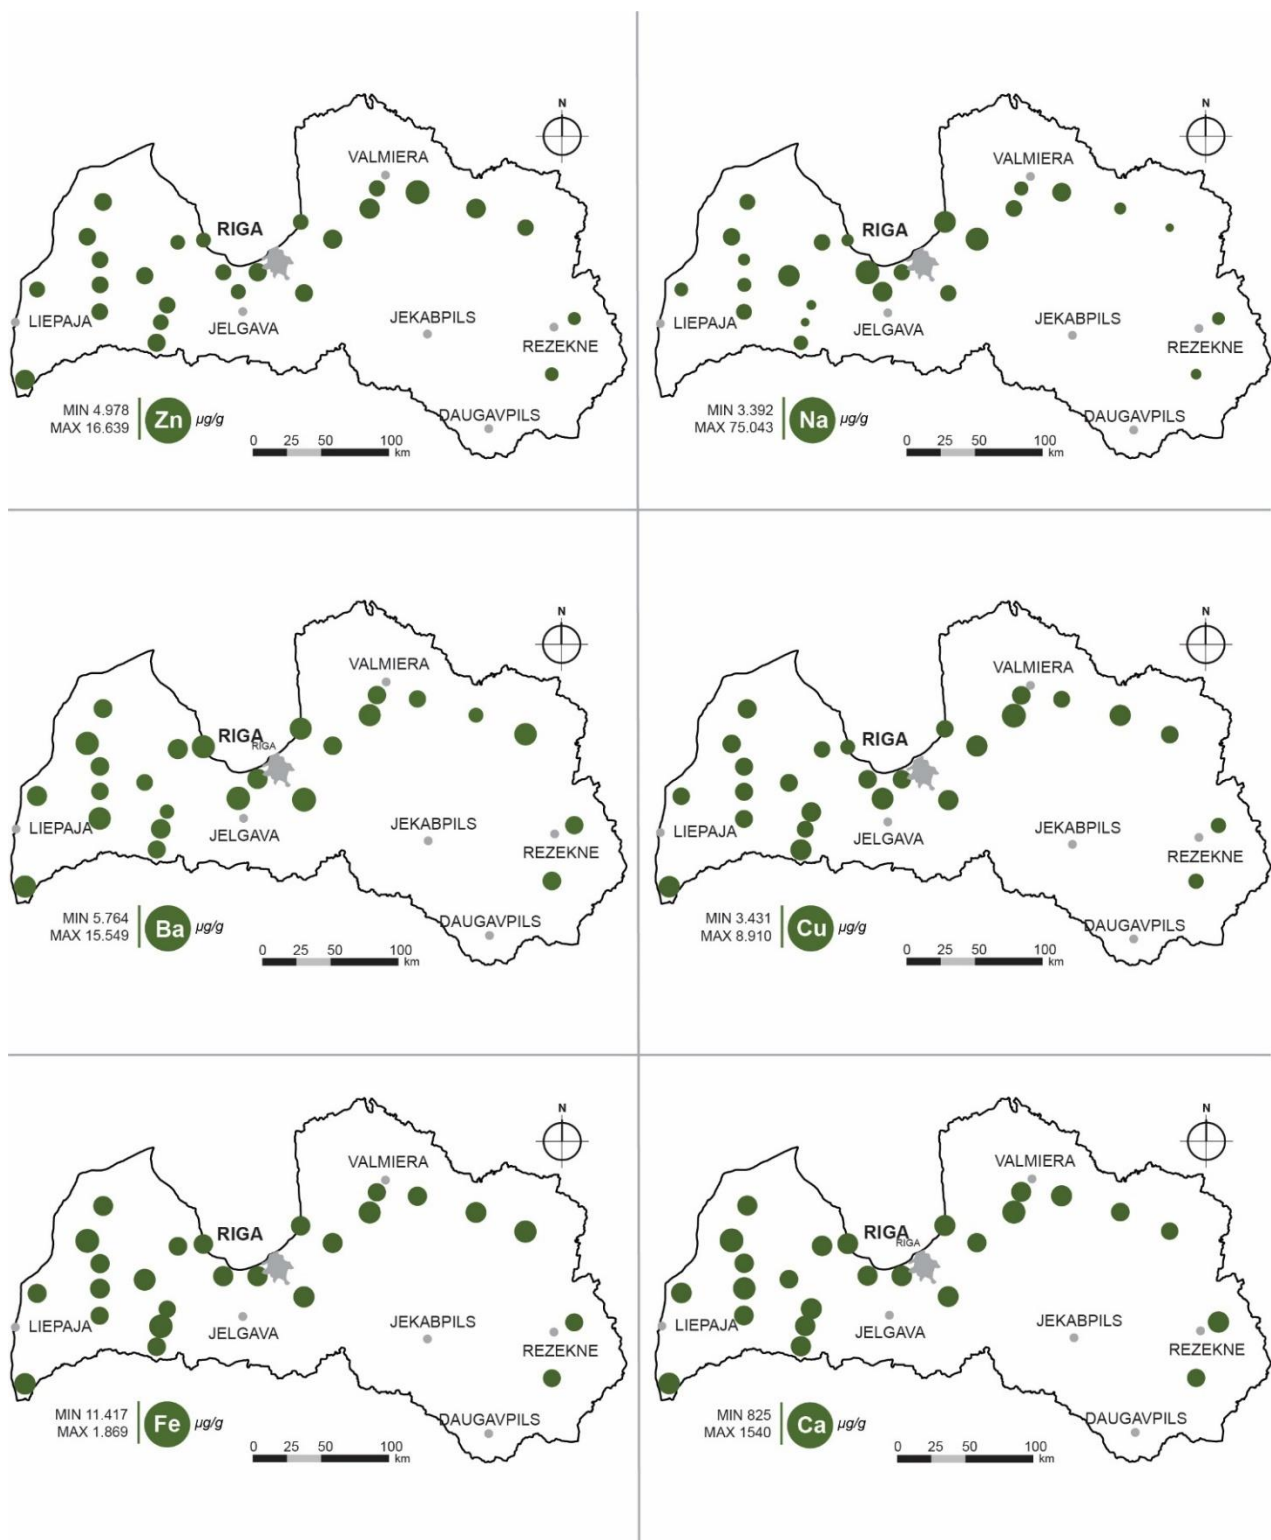 N
VALMIERA
RIGA
LIEPAJA
JELGAVA
JEKABPILS
REZEKNE
DAUGAVPILS
MIN 4.978
MAX 16.639
Zn µg/g
0 25 50 100
km
N
VALMIERA
RIGA
LIEPAJA
JELGAVA
JEKABPILS
REZEKNE
DAUGAVPILS
MIN 3.392
MAX 75.043
Na µg/g
0 25 50 100
km
N
VALMIERA
RIGA
RIGA
LIEPAJA
JELGAVA
JEKABPILS
REZEKNE
DAUGAVPILS
MIN 5.764
MAX 15.549
Ba µg/g
0 25 50 100
km
N
VALMIERA
RIGA
LIEPAJA
JELGAVA
JEKABPILS
REZEKNE
DAUGAVPILS
MIN 3.431
MAX 8.910
Cu µg/g
0 25 50 100
km
N
VALMIERA
RIGA
LIEPAJA
JELGAVA
JEKABPILS
REZEKNE
DAUGAVPILS
MIN 11.417
MAX 1.869
Fe µg/g
0 25 50 100
km
N
VALMIERA
RIGA
RIGA
LIEPAJA
JELGAVA
JEKABPILS
REZEKNE
DAUGAVPILS
MIN 825
MAX 1540
Ca µg/g
0 25 50 100
km